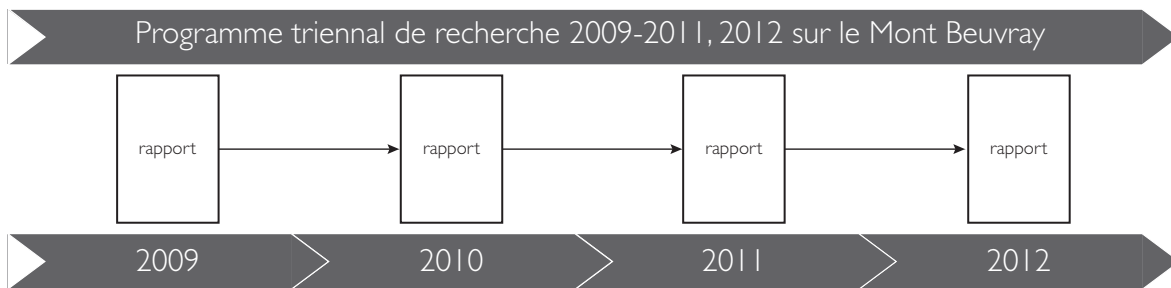 Programme triennal de recherche 2009-2011, 2012 sur le Mont Beuvray
rapport rapport rapport rapport
2009 2010 2011 2012